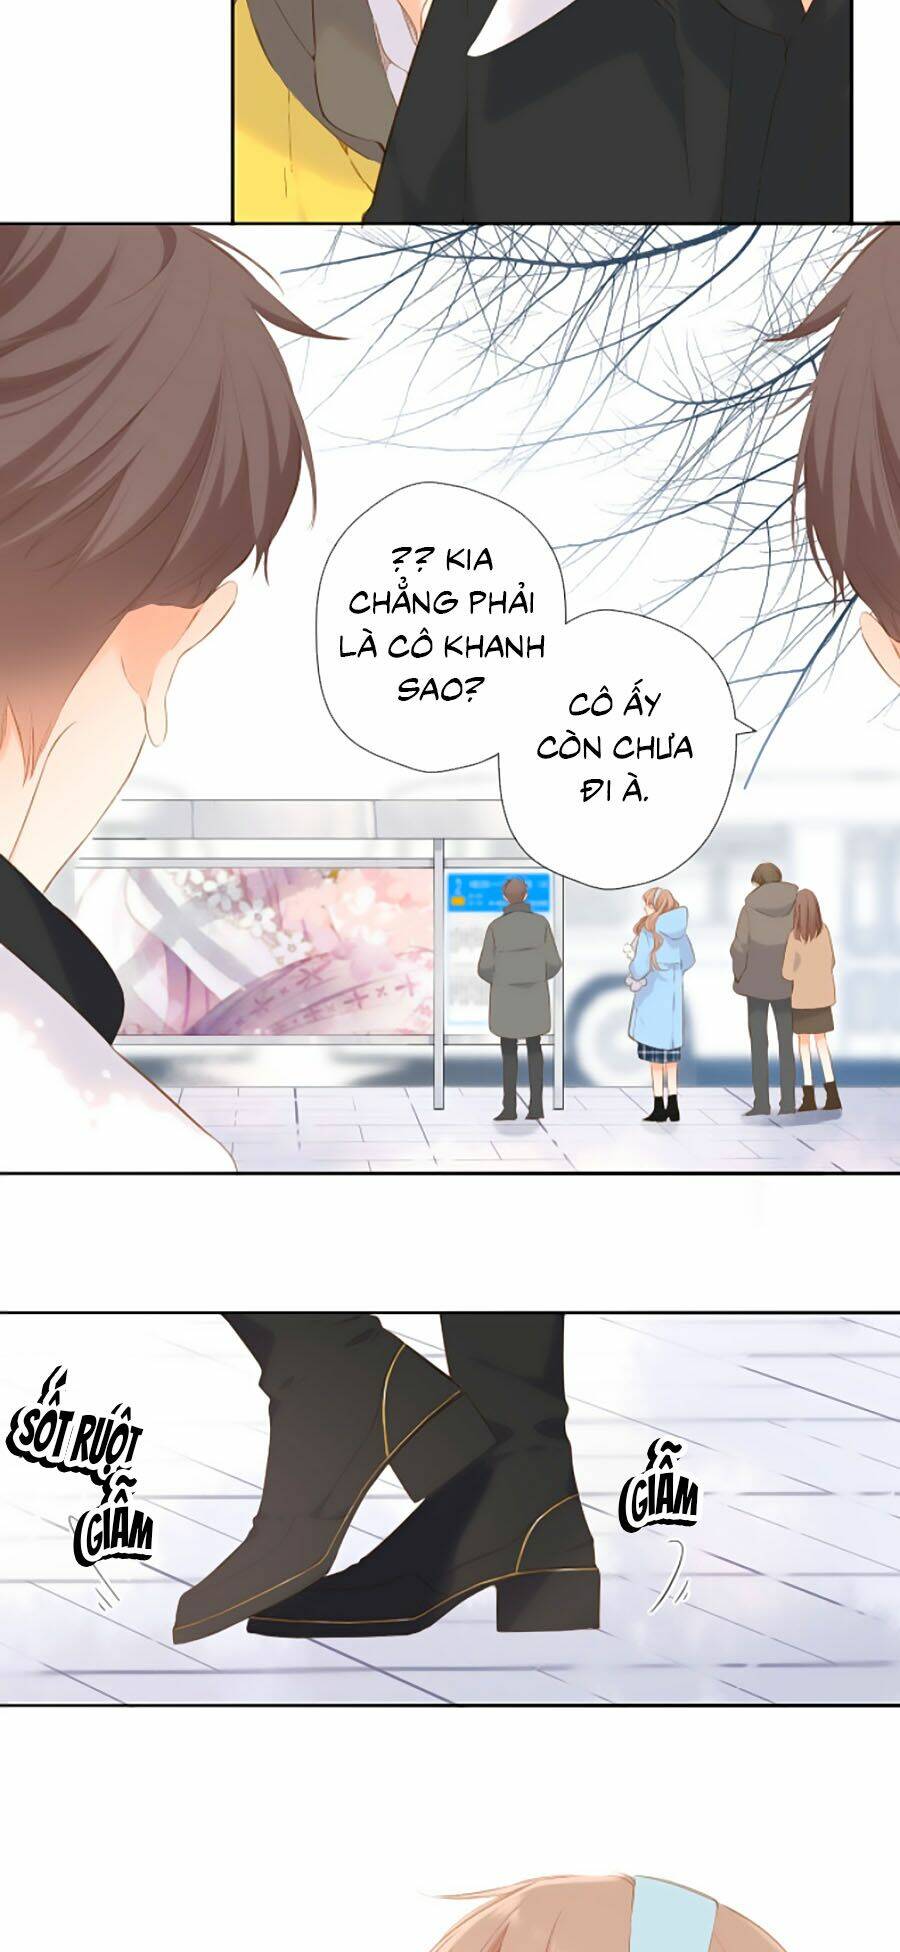 ?? KIA
CHẲNG PHẢI
LÀ CÔ KHANH
SAO?
CÔ ẤY
CÒN CHƯA
ĐI À.
SỐT RUỘT
GIẪM
GIẪM